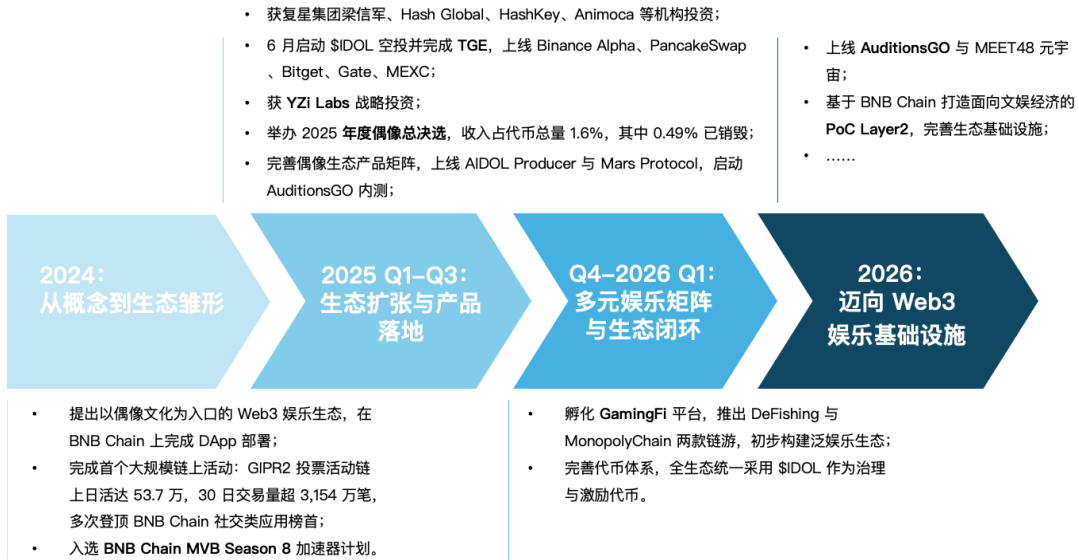 • 获复星集团梁信军、Hash Global、HashKey、Animoca 等机构投资；
• 6 月启动 $IDOL 空投并完成 TGE，上线 Binance Alpha、PancakeSwap
、Bitget、Gate、MEXC；
• 获 YZi Labs 战略投资；
• 举办 2025 年度偶像总决选，收入占代币总量 1.6%，其中 0.49% 已销毁；
• 完善偶像生态产品矩阵，上线 AIDOL Producer 与 Mars Protocol，启动
AuditionsGO 内测；
• 上线 AuditionsGO 与 MEET48 元宇
宙；
• 基于 BNB Chain 打造面向文娱经济的
PoC Layer2，完善生态基础设施；
• ……
2024：
从概念到生态雏形
2025 Q1-Q3：
生态扩张与产品
落地
Q4-2026 Q1：
多元娱乐矩阵
与生态闭环
2026：
迈向 Web3
娱乐基础设施
• 提出以偶像文化为入口的 Web3 娱乐生态，在
BNB Chain 上完成 DApp 部署；
• 完成首个大规模链上活动：GIPR2 投票活动链
上日活达 53.7 万，30 日交易量超 3,154 万笔，
多次登顶 BNB Chain 社交类应用榜首；
• 入选 BNB Chain MVB Season 8 加速器计划。
• 孵化 GamingFi 平台，推出 DeFishing 与
MonopolyChain 两款链游，初步构建泛娱乐生态；
• 完善代币体系，全生态统一采用 $IDOL 作为治理
与激励代币。